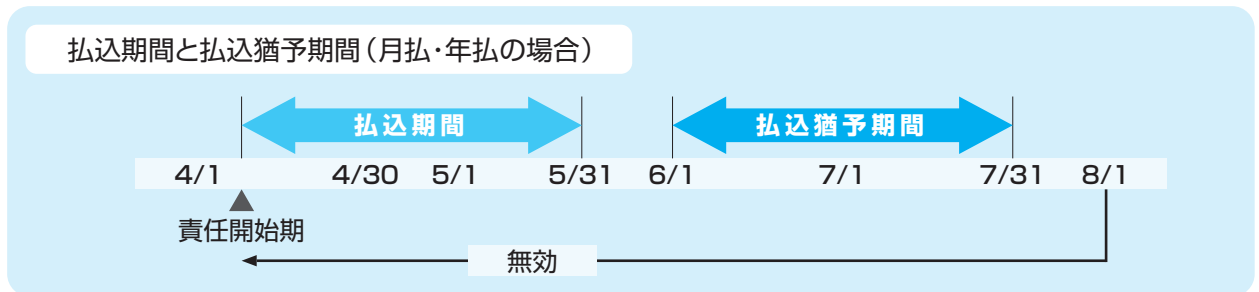 払込期間と払込猶予期間（月払・年払の場合）
払込期間 払込猶予期間
4/1 4/30 5/1 5/31 6/1 7/1 7/31 8/1
責任開始期
無効